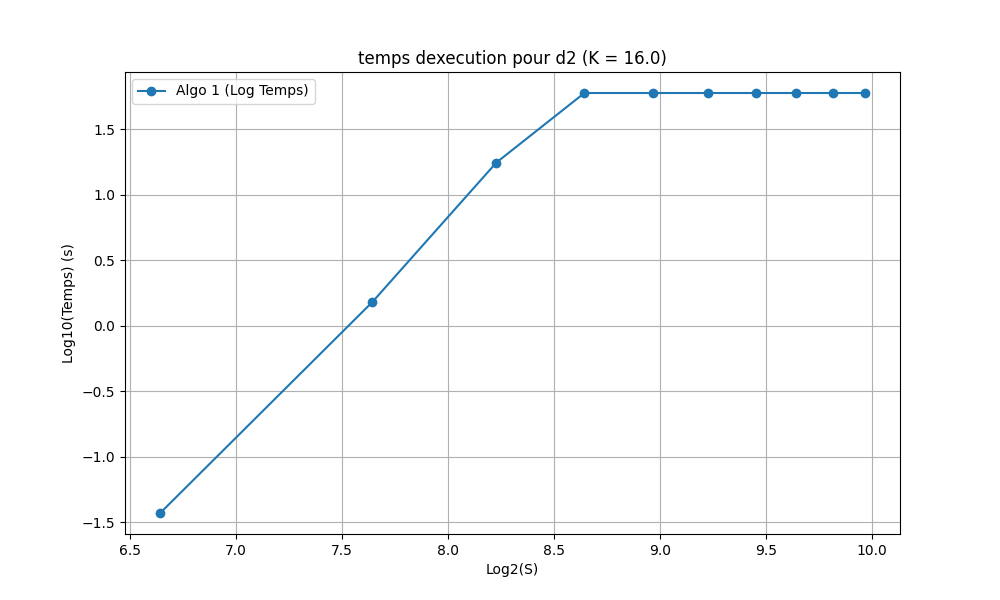 temps dexecution pour d2 (K = 16.0)
Algo 1 (Log Temps)
Log10(Temps) (s)
1.5
1.0
0.5
0.0
−0.5
−1.0
−1.5
6.5 7.0 7.5 8.0 8.5 9.0 9.5 10.0
Log2(S)